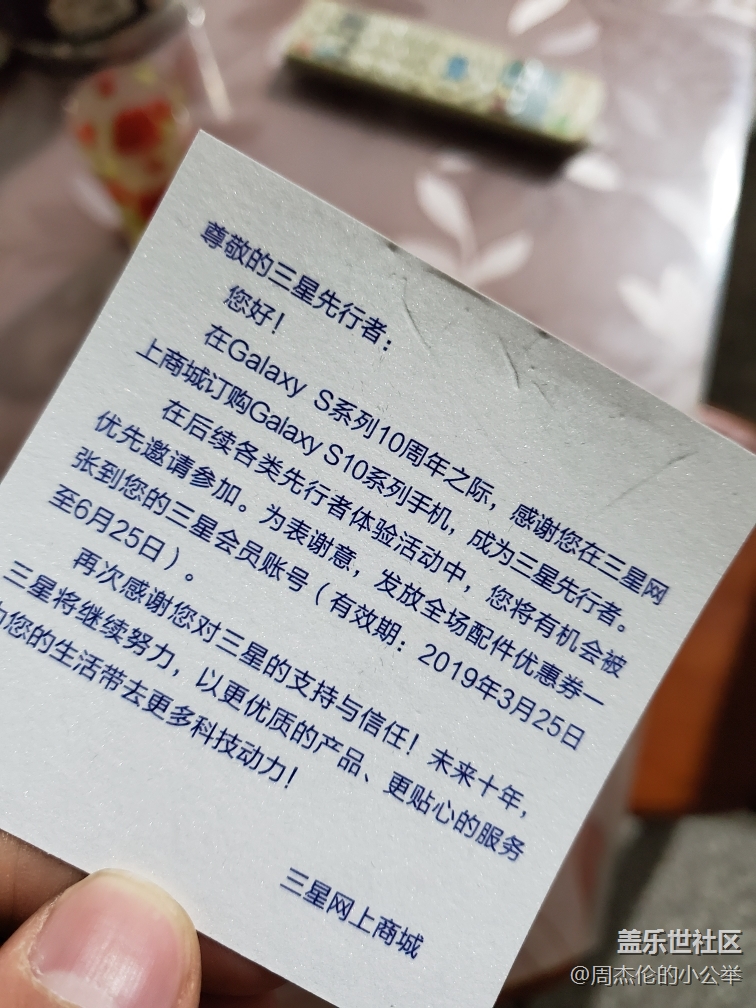 尊敬的三星先行者：
您好！
在Galaxy S系列10周年之际，感谢您在三星网
上商城订购Galaxy S10系列手机，成为三星先行者。
在后续各类先行者体验活动中，您将有机会被
优先邀请参加。为表谢意，发放全场配件优惠券一
张到您的三星会员账号（有效期：2019年3月25日
至6月25日）。
再次感谢您对三星的支持与信任！未来十年，
三星将继续努力，以更优质的产品、更贴心的服务
为您的生活带去更多科技动力！
三星网上商城
盖乐世社区
@周杰伦的小公举